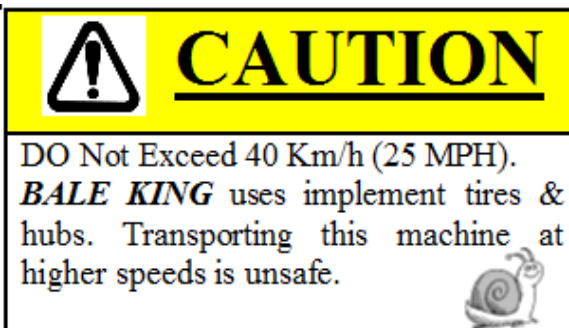 CAUTION
DO Not Exceed 40 Km/h (25 MPH).
BALE KING uses implement tires &
hubs. Transporting this machine at
higher speeds is unsafe.